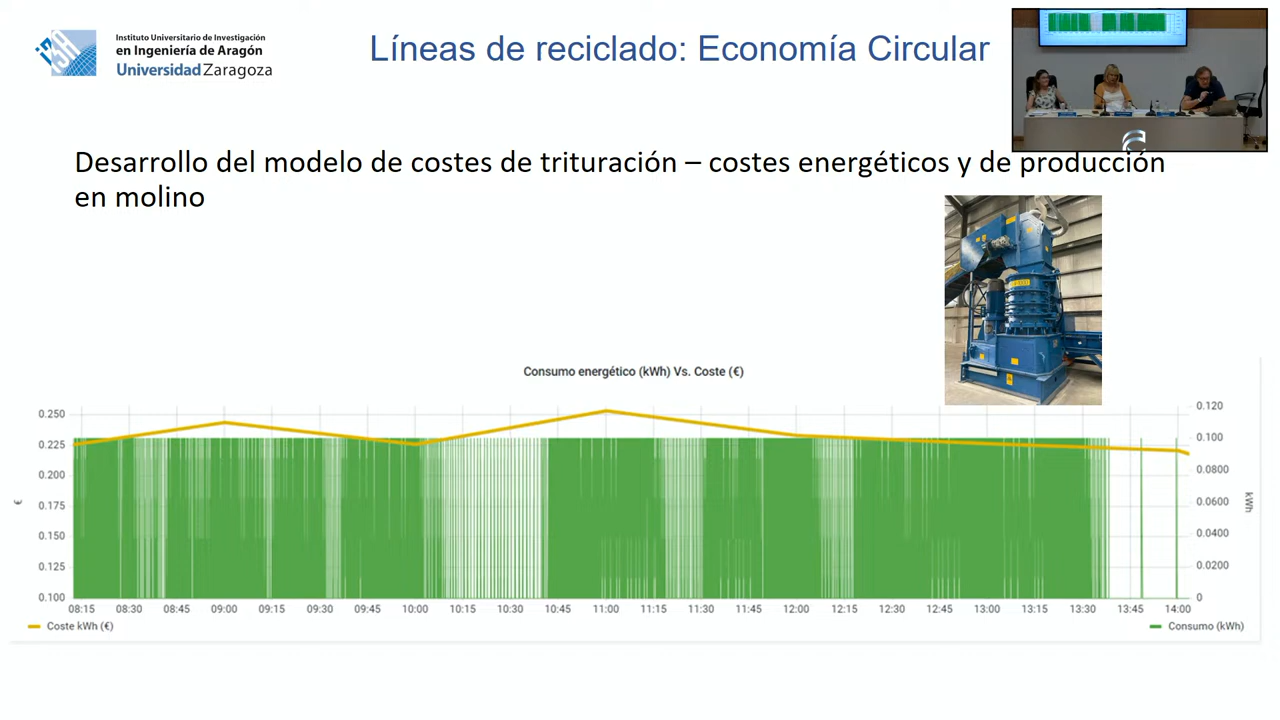 Instituto Universitario de Investigación
en Ingeniería de Aragón
Universidad Zaragoza
Líneas de reciclado: Economía Circular
Desarrollo del modelo de costes de trituración – costes energéticos y de producción
en molino
Consumo energético (kWh) Vs. Coste (€)
0.250
0.225
0.200
0.175
0.150
0.125
0.100
€
0.120
0.100
0.0800
0.0600
0.0400
0.0200
0
kWh
08:15 08:30 08:45 09:00 09:15 09:30 09:45 10:00 10:15 10:30 10:45 11:00 11:15 11:30 11:45 12:00 12:15 12:30 12:45 13:00 13:15 13:30 13:45 14:00
Coste kWh (€)
Consumo (kWh)